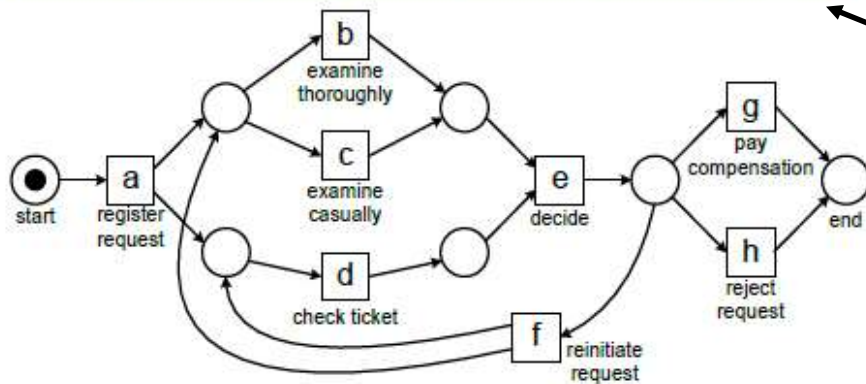 b
examine
thoroughly
c
examine
casually
g
pay
compensation
a
register
request
start
e
decide
end
d
check ticket
h
reject
request
f
reinitiate
request